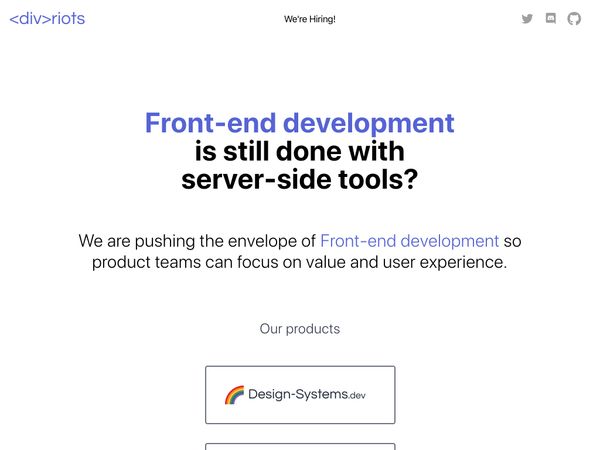 <div>riots
We're Hiring!
Front-end development
is still done with
server-side tools?
We are pushing the envelope of Front-end development so
product teams can focus on value and user experience.
Our products
Design-Systems.dev